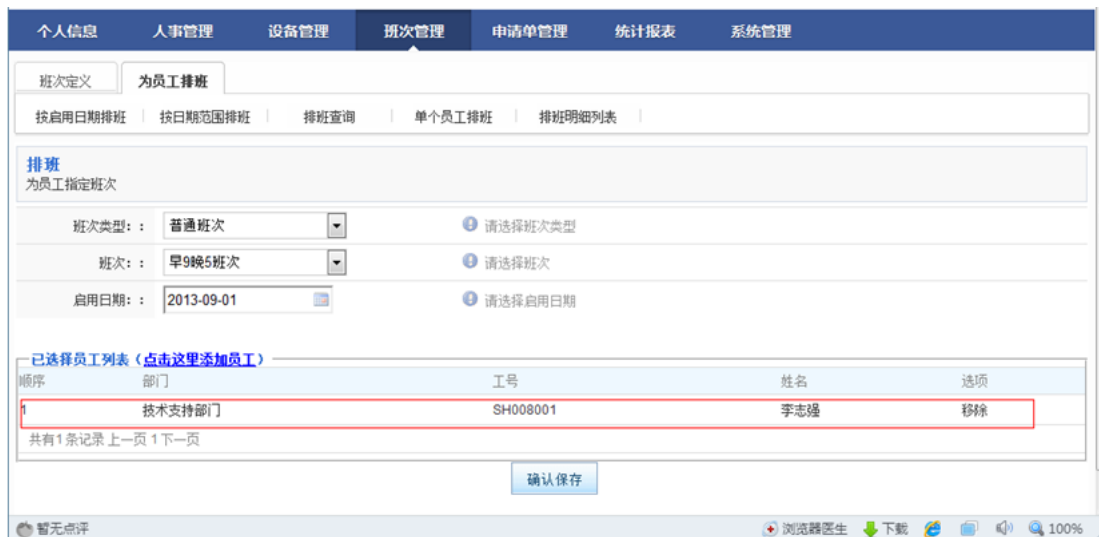 个人信息 人事管理 设备管理 班次管理 申请单管理 统计报表 系统管理
班次定义 为员工排班
按启用日期排班 按日期范围排班 排班查询 单个员工排班 排班明细列表
排班
为员工指定班次
班次类型：： 普通班次 请选择班次类型
班次：： 早9晚5班次 请选择班次
启用日期：： 2013-09-01 请选择启用日期
已选择员工列表（点击这里添加员工）
顺序 部门 工号 姓名 选项
1 技术支持部门 SH008001 李志强 移除
共有1条记录 上一页 1 下一页
确认保存
暂无点评 浏览器医生 下载 100%